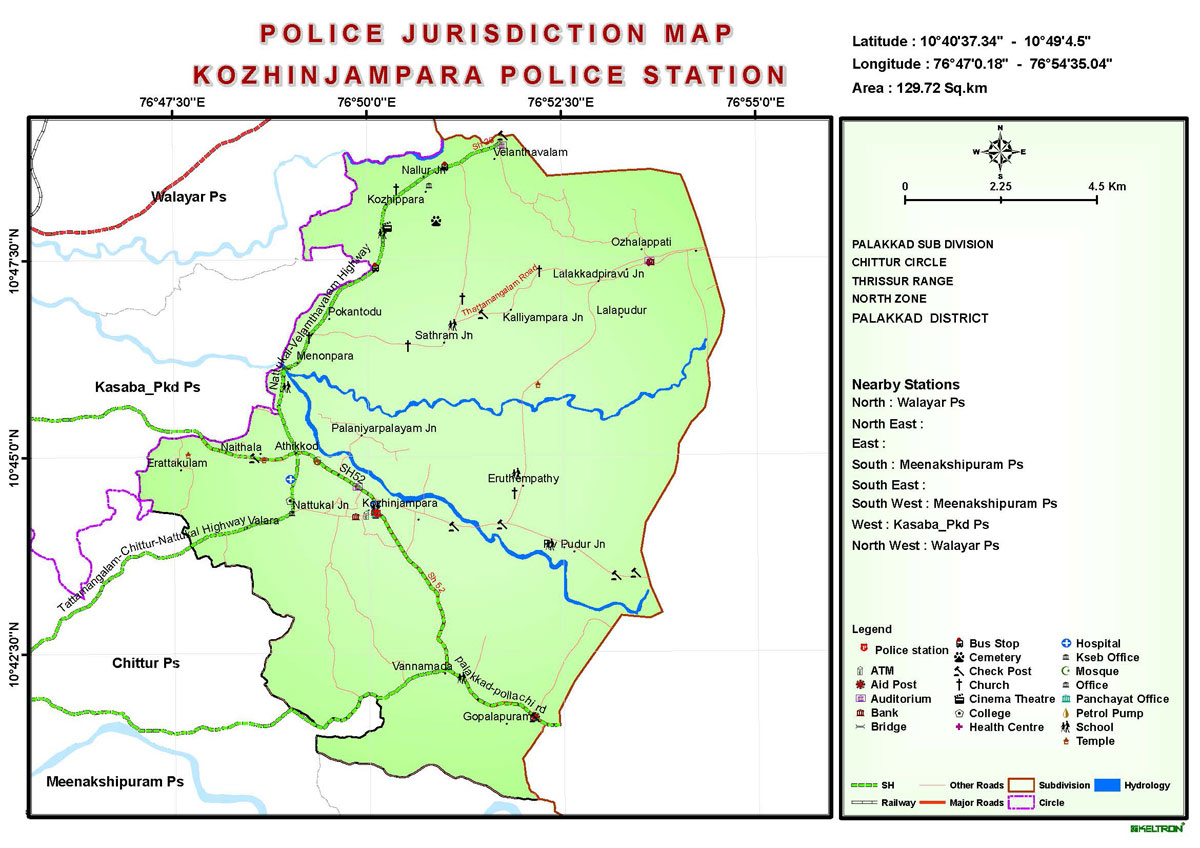 POLICE JURISDICTION MAP
KOZHINJAMPARA POLICE STATION
Latitude : 10°40'37.34" - 10°49'4.5"
Longitude : 76°47'0.18" - 76°54'35.04"
Area : 129.72 Sq.km
76°47'30"E
76°50'0"E
76°52'30"E
76°55'0"E
10°47'30"N
10°45'0"N
10°42'30"N
Sh 52
Velanthavalam
Nallur Jn
Walayar Ps
Kozhippara
Ozhalappati
Lalakkadpiravu Jn
Nattukal-Velamthavalam Highway
Thattamangalam Road
Pokantodu
Kalliyampara Jn
Lalapudur
Sathram Jn
Menonpara
Kasaba_Pkd Ps
Palaniyarpalayam Jn
Naithala
Athikkod
Erattakulam
SH52
Eruthempathy
Nattukal Jn
Kozhinjampara
Valara
Tattamangalam-Chittur-Nattukal Highway
Pudur Jn
Sh 52
Chittur Ps
Vannamada
palakkad-pollachi rd
Gopalapuram
Meenakshipuram Ps
N
W
E
S
0
2.25
4.5 Km
PALAKKAD SUB DIVISION
CHITTUR CIRCLE
THRISSUR RANGE
NORTH ZONE
PALAKKAD DISTRICT
Nearby Stations
North : Walayar Ps
North East :
East :
South : Meenakshipuram Ps
South East :
South West : Meenakshipuram Ps
West : Kasaba_Pkd Ps
North West : Walayar Ps
Legend
Police station
ATM
Aid Post
Auditorium
Bank
Bridge
Bus Stop
Cemetery
Check Post
Church
Cinema Theatre
College
Health Centre
Hospital
Kseb Office
Mosque
Office
Panchayat Office
Petrol Pump
School
Temple
SH
Other Roads
Subdivision
Hydrology
Railway
Major Roads
Circle
KELTRON